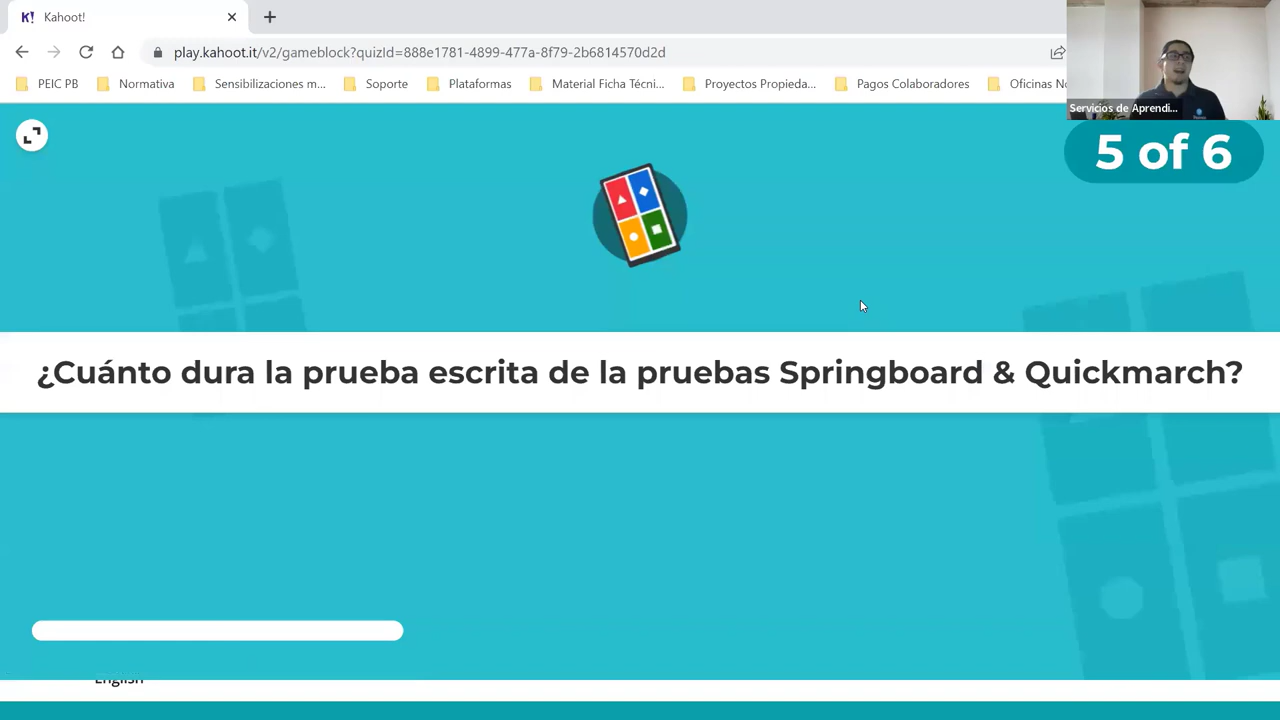 K! Kahoot!
play.kahoot.it/v2/gameblock?quizId=888e1781-4899-477a-8f79-2b6814570d2d
PEIC PB Normativa Sensibilizaciones m... Soporte Plataformas Material Ficha Técni... Proyectos Propieda... Pagos Colaboradores Oficinas No
Servicios de Aprendi...
5 of 6
¿Cuánto dura la prueba escrita de la pruebas Springboard & Quickmarch?
English